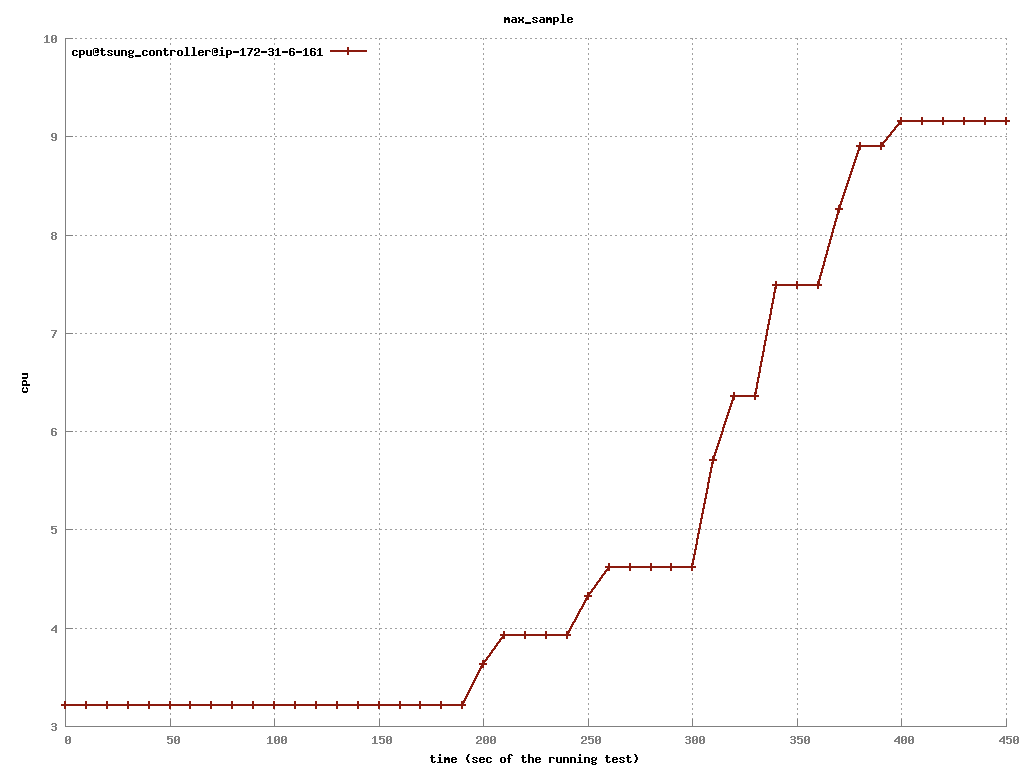 max_sample
cpu@tsung_controller@ip-172-31-6-161
10
9
8
7
6
5
4
3
cpu
0 50 100 150 200 250 300 350 400 450
time (sec of the running test)